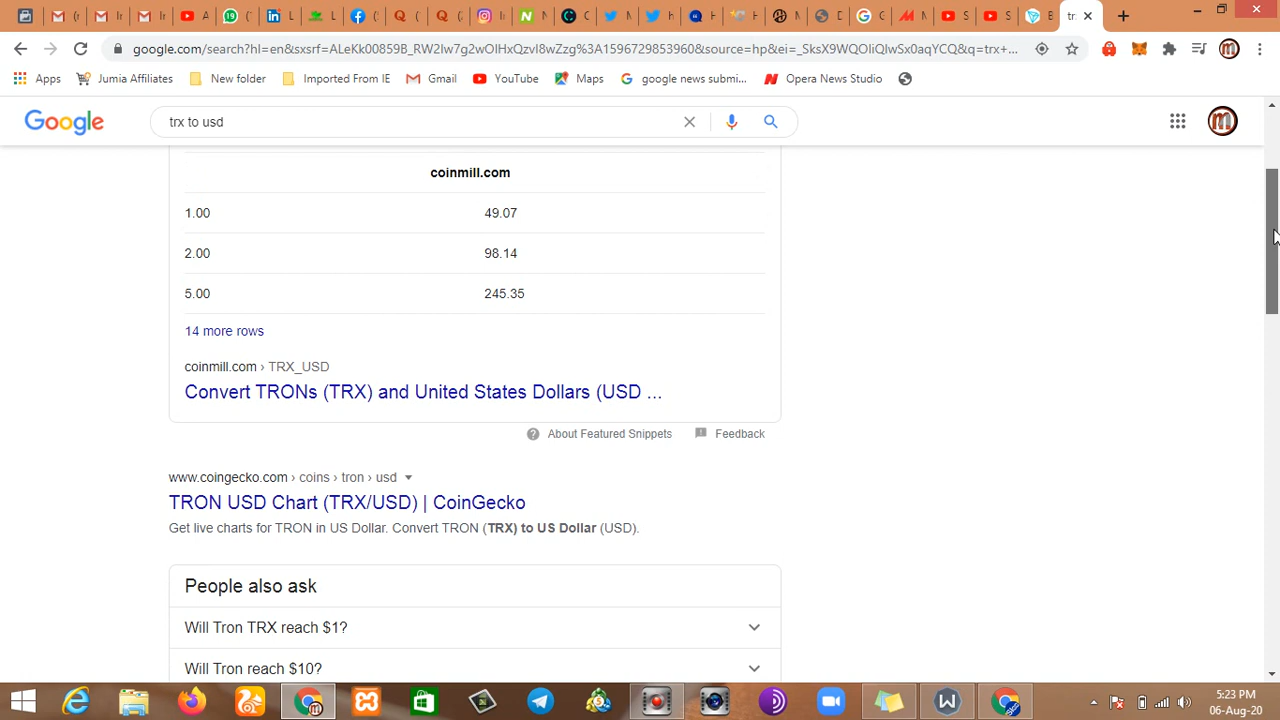 (
M
M
A
(
L
F
Q
(
Q
(
N
C
M
h
H
M
D
G
M
S
S
B
tr
google.com/search?hl=en&sxsrf=ALeKk00859B_RW2Iw7g2wOlHxQzvI8wZzg%3A1596729853960&source=hp&ei=_SksX9WQOIiQlwSx0aqYCQ&q=trx+...
Apps
Jumia Affiliates
New folder
Imported From IE
Gmail
YouTube
Maps
google news submi...
Opera News Studio
Google
trx to usd
coinmill.com
1.00 49.07
2.00 98.14
5.00 245.35
14 more rows
coinmill.com › TRX_USD
Convert TRONs (TRX) and United States Dollars (USD ...
About Featured Snippets
Feedback
www.coingecko.com › coins › tron › usd
TRON USD Chart (TRX/USD) | CoinGecko
Get live charts for TRON in US Dollar. Convert TRON (TRX) to US Dollar (USD).
People also ask
Will Tron TRX reach $1?
Will Tron reach $10?
5:23 PM
06-Aug-20